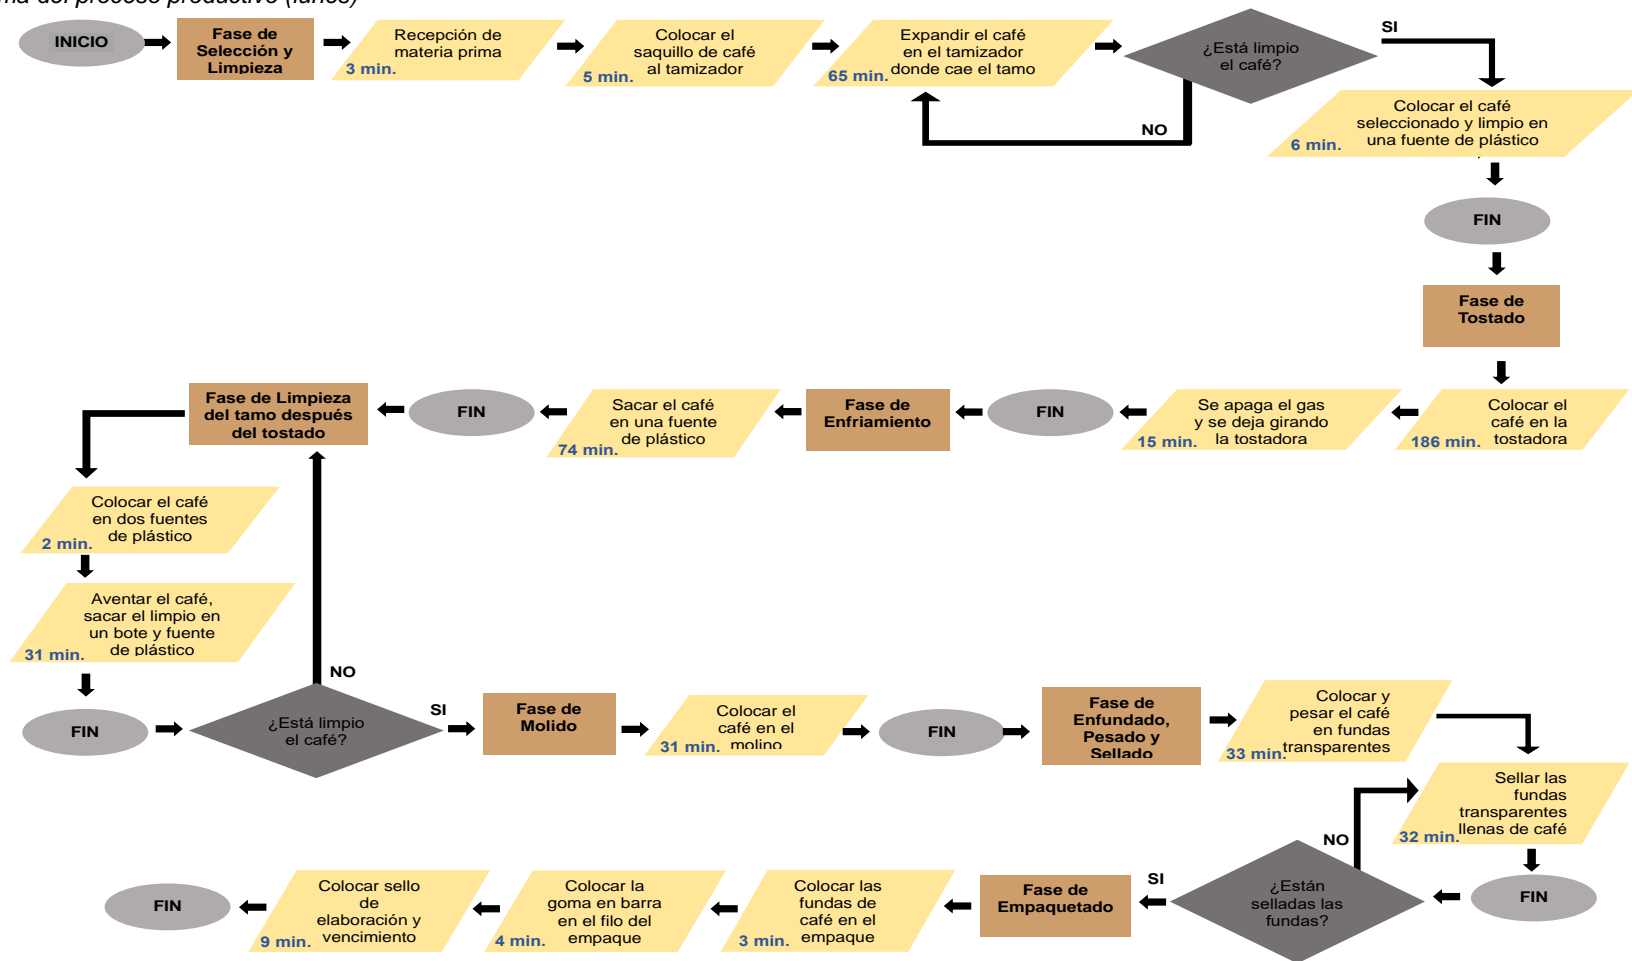 ma del proceso productivo (lunes)
INICIO
Fase de
Selección y
Limpieza
Recepción de
materia prima
3 min.
Colocar el
saquillo de café
al tamizador
5 min.
Expandir el café
en el tamizador
donde cae el tamo
65 min.
¿Está limpio
el café?
SI
NO
Colocar el café
seleccionado y limpio en
una fuente de plástico
6 min.
FIN
Fase de
Tostado
Colocar el
café en la
tostadora
186 min.
Se apaga el gas
y se deja girando
la tostadora
15 min.
FIN
Fase de
Enfriamiento
Sacar el café
en una fuente
de plástico
74 min.
FIN
Fase de Limpieza
del tamo después
del tostado
Colocar el café
en dos fuentes
de plástico
2 min.
Aventar el café,
sacar el limpio en
un bote y fuente
de plástico
31 min.
FIN
¿Está limpio
el café?
NO
SI
Fase de
Molido
Colocar el
café en el
molino
31 min.
FIN
Fase de
Enfundado,
Pesado y
Sellado
Colocar y
pesar el café
en fundas
transparentes
33 min.
Sellar las
fundas
transparentes
llenas de café
32 min.
FIN
¿Están
selladas las
fundas?
NO
SI
Fase de
Empaquetado
Colocar las
fundas de
café en el
empaque
3 min.
Colocar la
goma en barra
en el filo del
empaque
4 min.
Colocar sello
de
elaboración y
vencimiento
9 min.
FIN